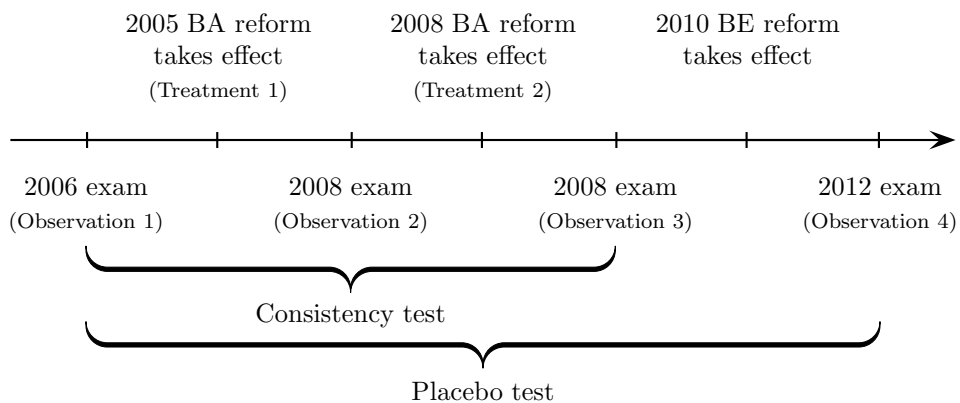 2005 BA reform
takes effect
(Treatment 1)
2008 BA reform
takes effect
(Treatment 2)
2010 BE reform
takes effect
2006 exam
(Observation 1)
2008 exam
(Observation 2)
2008 exam
(Observation 3)
2012 exam
(Observation 4)
Consistency test
Placebo test